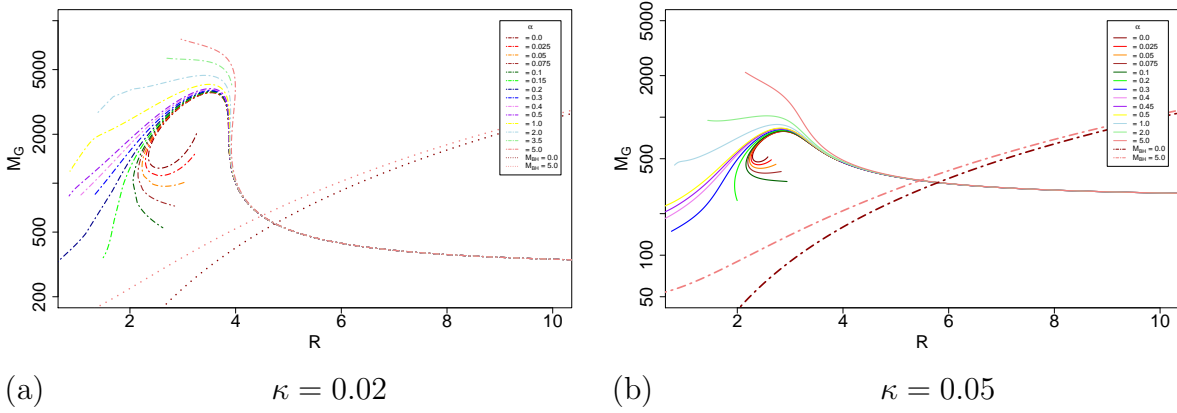 M_G
5000
2000
500
200
2 4 6 8 10
R
α
= 0.0
= 0.025
= 0.05
= 0.075
= 0.1
= 0.15
= 0.2
= 0.3
= 0.4
= 0.5
= 1.0
= 2.0
= 3.5
= 5.0
M_BH = 0.0
M_BH = 5.0
(a) κ = 0.02
M_G
5000
2000
500
200
100
50
2 4 6 8 10
R
α
= 0.0
= 0.025
= 0.05
= 0.075
= 0.1
= 0.2
= 0.3
= 0.4
= 0.45
= 0.5
= 1.0
= 2.0
= 5.0
M_BH = 0.0
M_BH = 5.0
(b) κ = 0.05